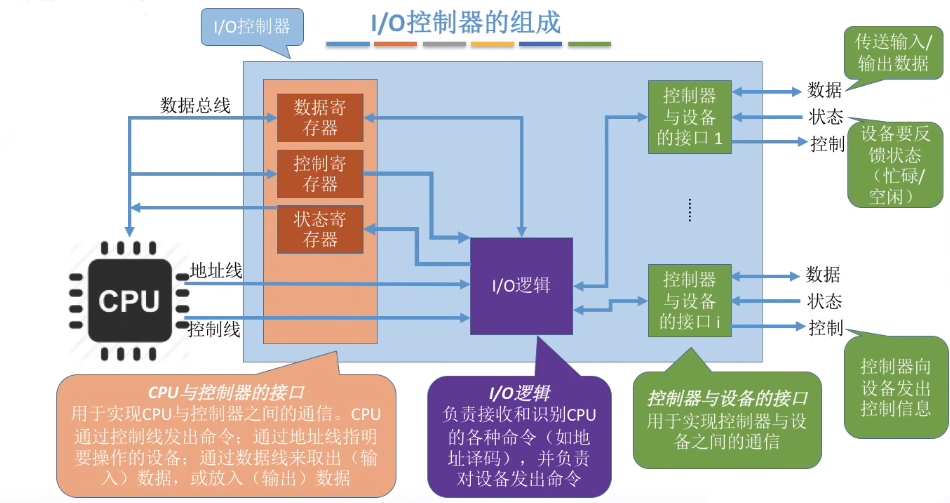 I/O控制器的组成
I/O控制器
数据总线
数据寄
存器
控制寄
存器
状态寄
存器
CPU
地址线
控制线
I/O逻辑
控制器
与设备
的接口 1
数据
状态
控制
传送输入/
输出数据
设备要反
馈状态
（忙碌/
空闲）
......
控制器
与设备
的接口 i
数据
状态
控制
控制器向
设备发出
控制信息
CPU与控制器的接口
用于实现CPU与控制器之间的通信。CPU
通过控制线发出命令；通过地址线指明
要操作的设备；通过数据线来取出（输
入）数据，或放入（输出）数据
I/O逻辑
负责接收和识别CPU
的各种命令（如地
址译码），并负责
对设备发出命令
控制器与设备的接口
用于实现控制器与设
备之间的通信